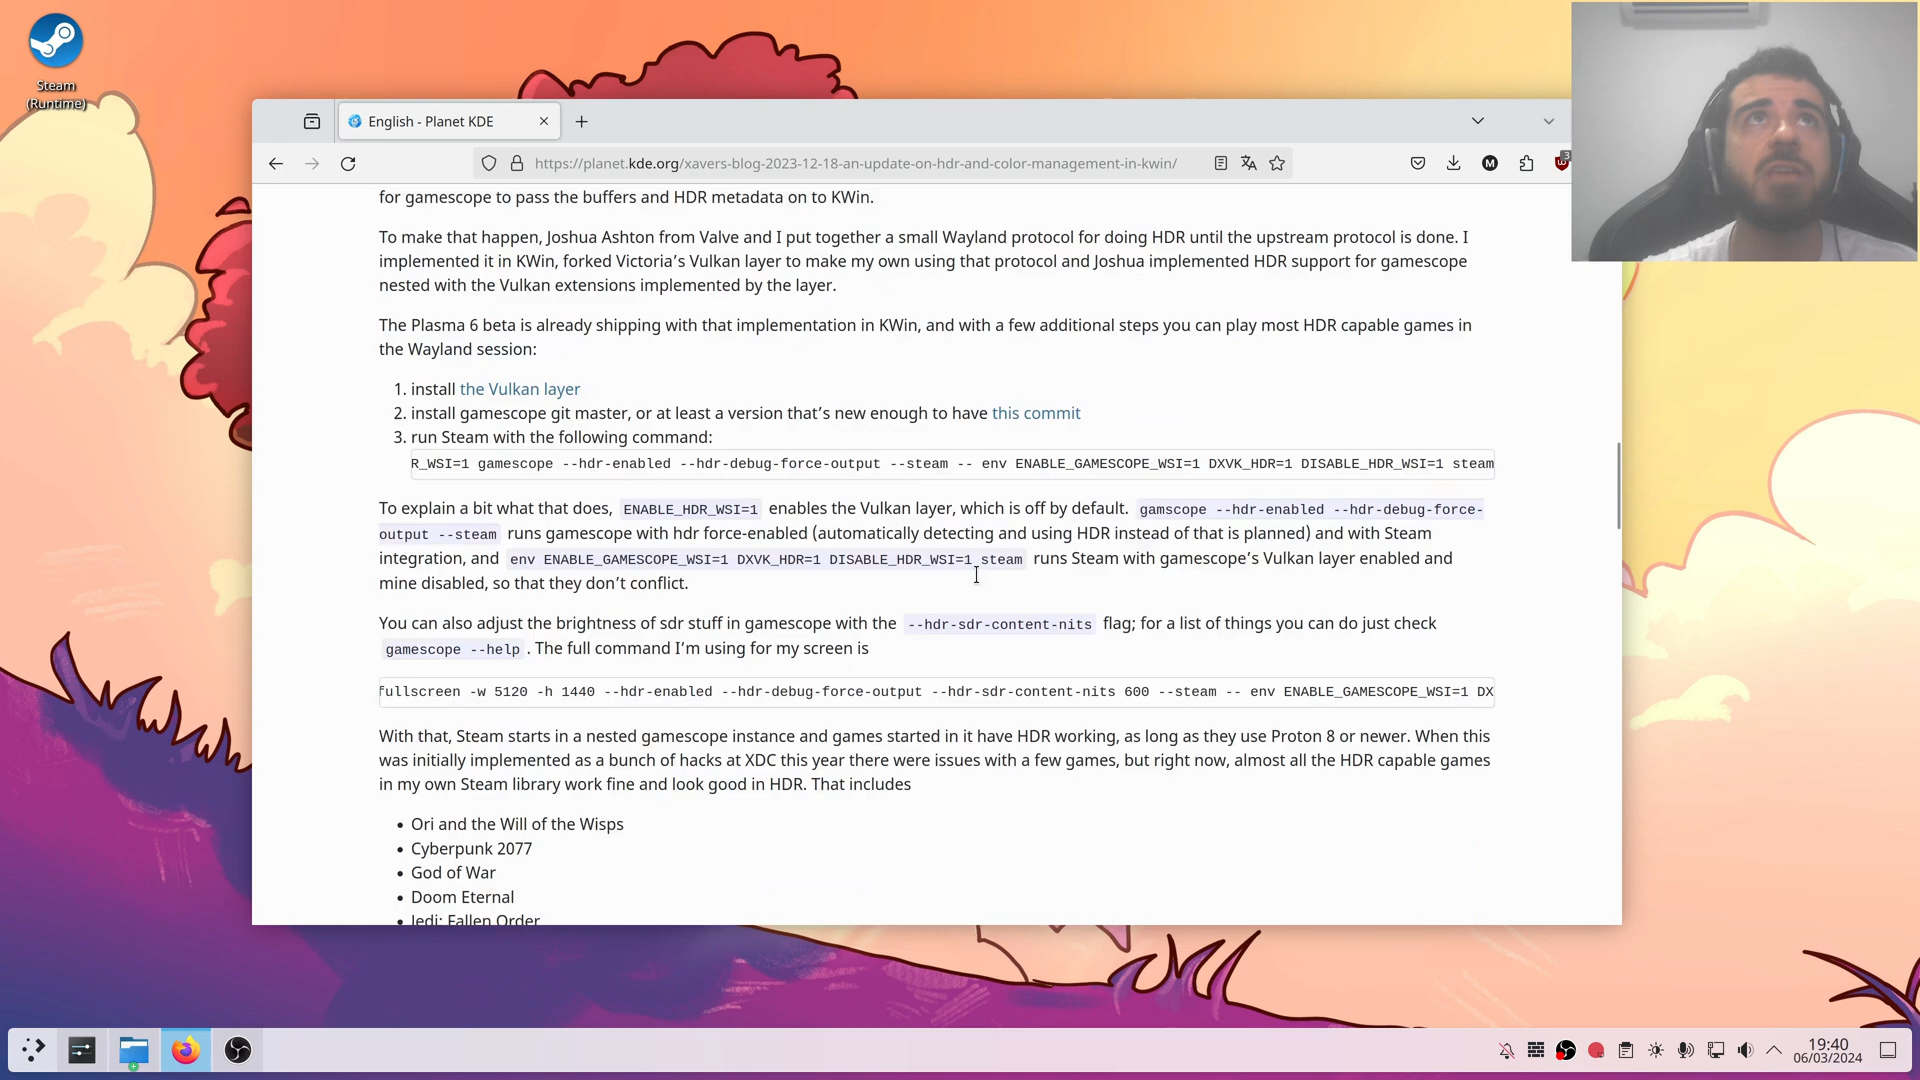 Steam
(Runtime)
English - Planet KDE
https://planet.kde.org/xavers-blog-2023-12-18-an-update-on-hdr-and-color-management-in-kwin/
M
3
for gamescope to pass the buffers and HDR metadata on to KWin.
To make that happen, Joshua Ashton from Valve and I put together a small Wayland protocol for doing HDR until the upstream protocol is done. I
implemented it in KWin, forked Victoria's Vulkan layer to make my own using that protocol and Joshua implemented HDR support for gamescope
nested with the Vulkan extensions implemented by the layer.
The Plasma 6 beta is already shipping with that implementation in KWin, and with a few additional steps you can play most HDR capable games in
the Wayland session:
1. install the Vulkan layer
2. install gamescope git master, or at least a version that's new enough to have this commit
3. run Steam with the following command:
R_WSI=1 gamescope --hdr-enabled --hdr-debug-force-output --steam -- env ENABLE_GAMESCOPE_WSI=1 DXVK_HDR=1 DISABLE_HDR_WSI=1 steam
To explain a bit what that does, ENABLE_HDR_WSI=1 enables the Vulkan layer, which is off by default. gamscope --hdr-enabled --hdr-debug-force-
output --steam runs gamescope with hdr force-enabled (automatically detecting and using HDR instead of that is planned) and with Steam
integration, and env ENABLE_GAMESCOPE_WSI=1 DXVK_HDR=1 DISABLE_HDR_WSI=1 steam runs Steam with gamescope's Vulkan layer enabled and
mine disabled, so that they don't conflict.
You can also adjust the brightness of sdr stuff in gamescope with the --hdr-sdr-content-nits flag; for a list of things you can do just check
gamescope --help . The full command I'm using for my screen is
fullscreen -w 5120 -h 1440 --hdr-enabled --hdr-debug-force-output --hdr-sdr-content-nits 600 --steam -- env ENABLE_GAMESCOPE_WSI=1 DX
With that, Steam starts in a nested gamescope instance and games started in it have HDR working, as long as they use Proton 8 or newer. When this
was initially implemented as a bunch of hacks at XDC this year there were issues with a few games, but right now, almost all the HDR capable games
in my own Steam library work fine and look good in HDR. That includes
• Ori and the Will of the Wisps
• Cyberpunk 2077
• God of War
• Doom Eternal
• Jedi: Fallen Order
19:40
06/03/2024